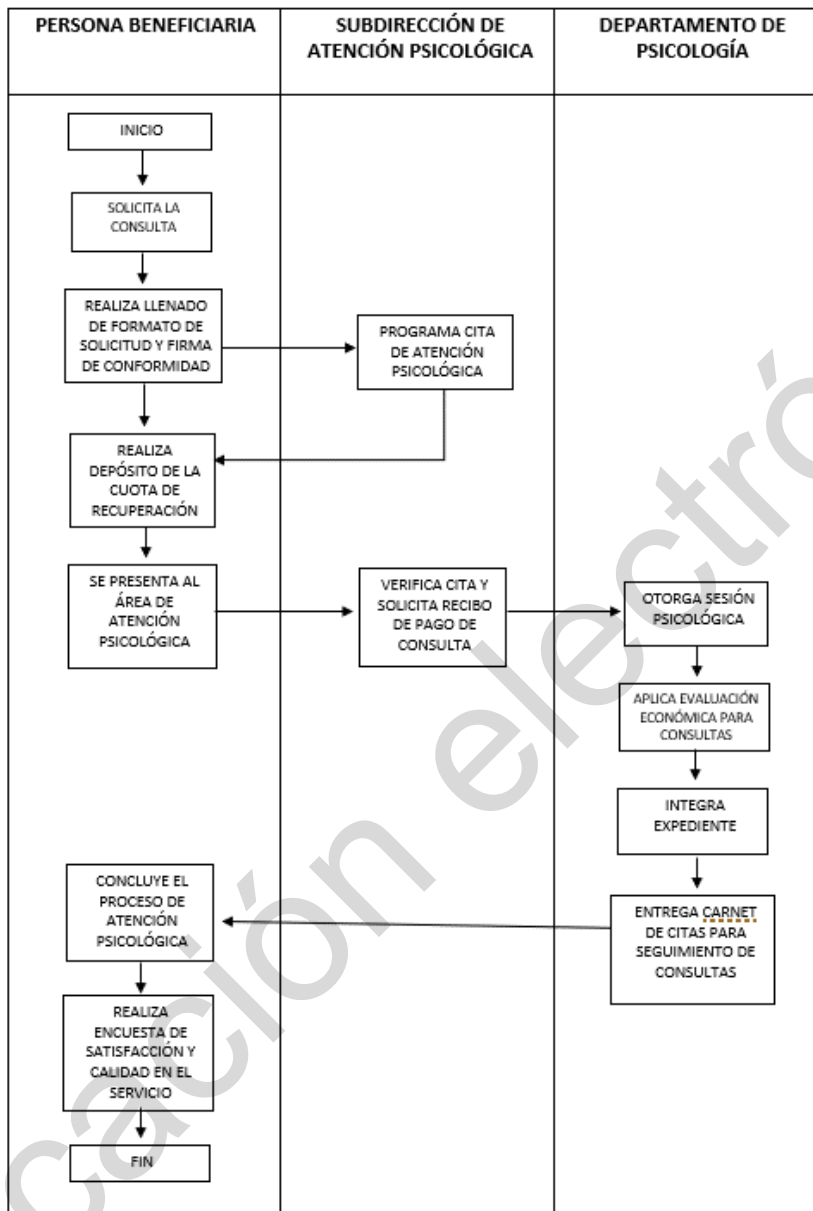 PERSONA BENEFICIARIA
SUBDIRECCIÓN DE
ATENCIÓN PSICOLÓGICA
DEPARTAMENTO DE
PSICOLOGÍA
INICIO
SOLICITA LA
CONSULTA
REALIZA LLENADO
DE FORMATO DE
SOLICITUD Y FIRMA
DE CONFORMIDAD
PROGRAMA CITA
DE ATENCIÓN
PSICOLÓGICA
REALIZA
DEPÓSITO DE LA
CUOTA DE
RECUPERACIÓN
SE PRESENTA AL
ÁREA DE
ATENCIÓN
PSICOLÓGICA
VERIFICA CITA Y
SOLICITA RECIBO
DE PAGO DE
CONSULTA
OTORGA SESIÓN
PSICOLÓGICA
APLICA EVALUACIÓN
ECONÓMICA PARA
CONSULTAS
INTEGRA
EXPEDIENTE
ENTREGA CARNET
DE CITAS PARA
SEGUIMIENTO DE
CONSULTAS
CONCLUYE EL
PROCESO DE
ATENCIÓN
PSICOLÓGICA
REALIZA
ENCUESTA DE
SATISFACCIÓN Y
CALIDAD EN EL
SERVICIO
FIN
cación electró